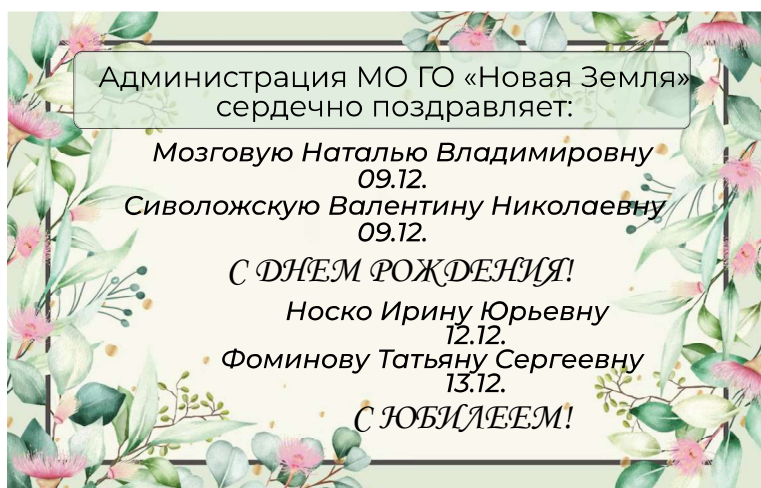 Администрация МО ГО «Новая Земля»
сердечно поздравляет:
Мозговую Наталью Владимировну
09.12.
Сиволожскую Валентину Николаевну
09.12.
С ДНЕМ РОЖДЕНИЯ!
Носко Ирину Юрьевну
12.12.
Фоминову Татьяну Сергеевну
13.12.
С ЮБИЛЕЕМ!